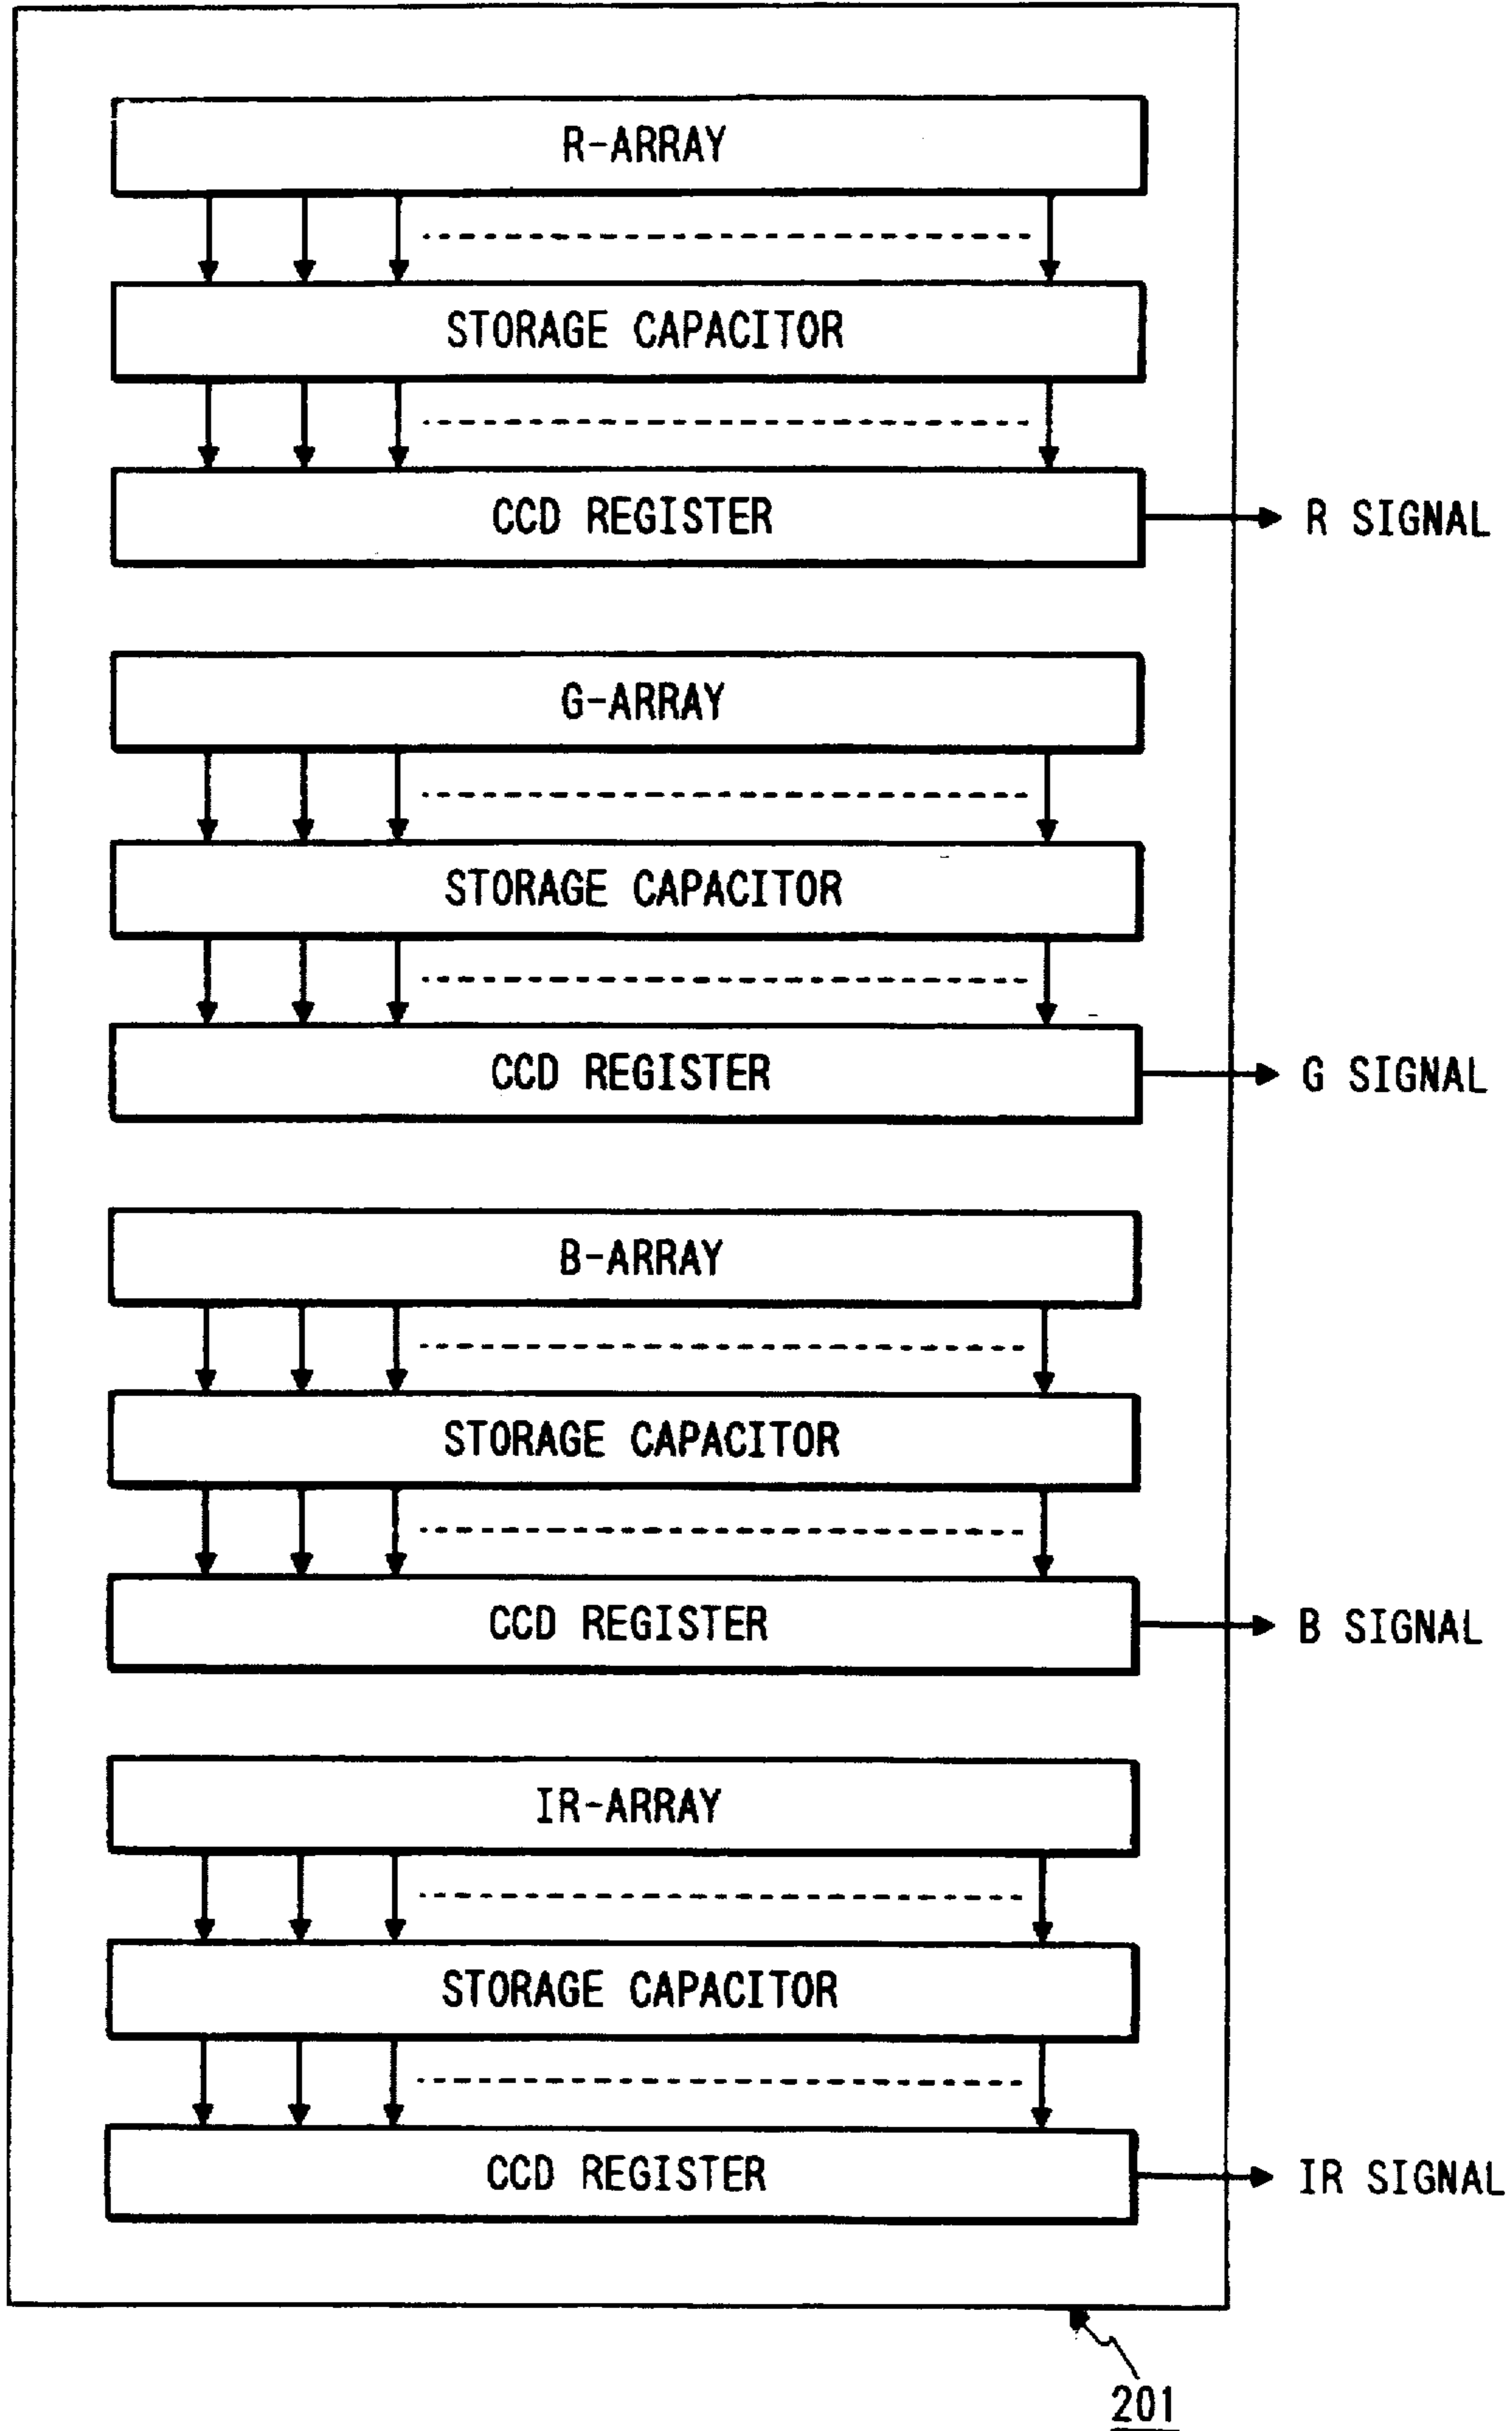 R-ARRAY
STORAGE CAPACITOR
CCD REGISTER
R SIGNAL
G-ARRAY
STORAGE CAPACITOR
CCD REGISTER
G SIGNAL
B-ARRAY
STORAGE CAPACITOR
CCD REGISTER
B SIGNAL
IR-ARRAY
STORAGE CAPACITOR
CCD REGISTER
IR SIGNAL
201